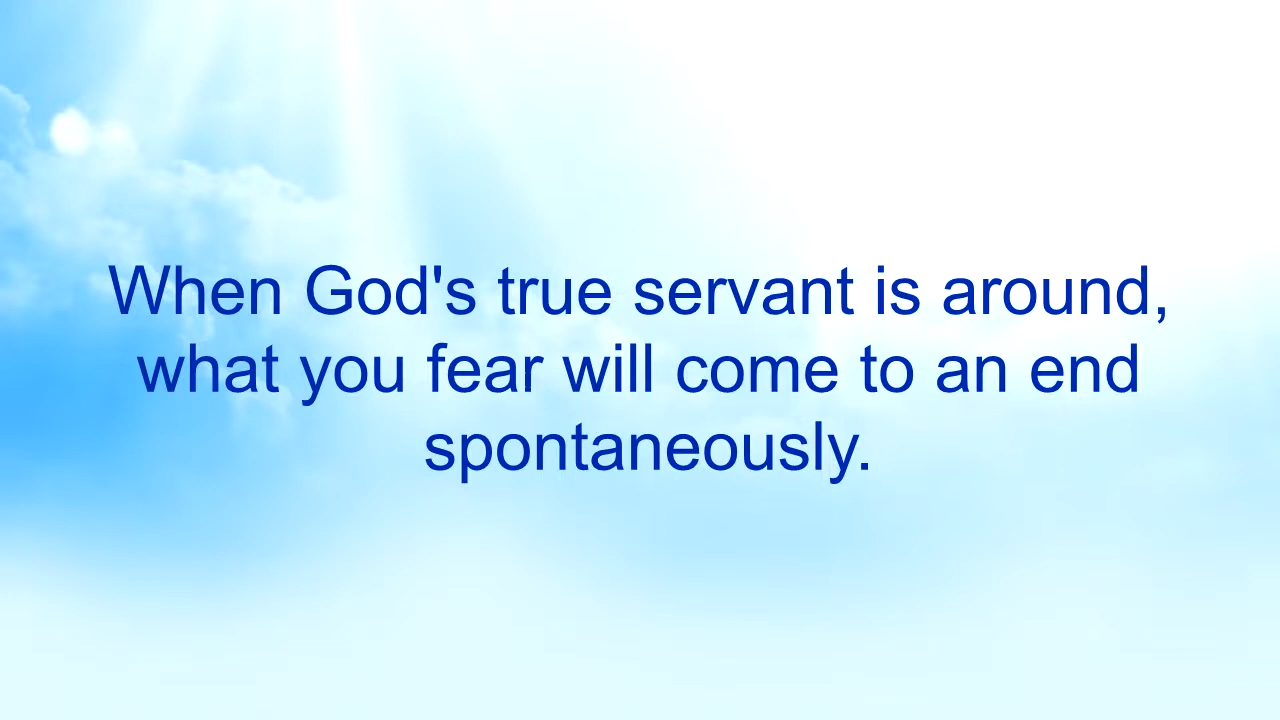 When God's true servant is around,
what you fear will come to an end
spontaneously.